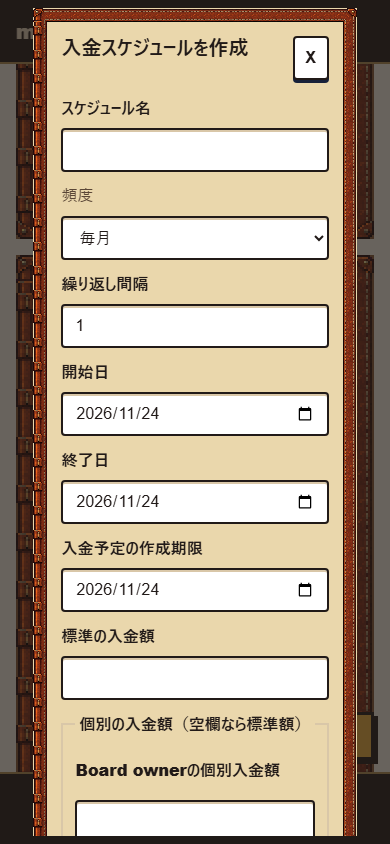 m
入金スケジュールを作成
X
スケジュール名
頻度
毎月
繰り返し間隔
1
開始日
2026/11/24
終了日
2026/11/24
入金予定の作成期限
2026/11/24
標準の入金額
個別の入金額（空欄なら標準額）
Board ownerの個別入金額